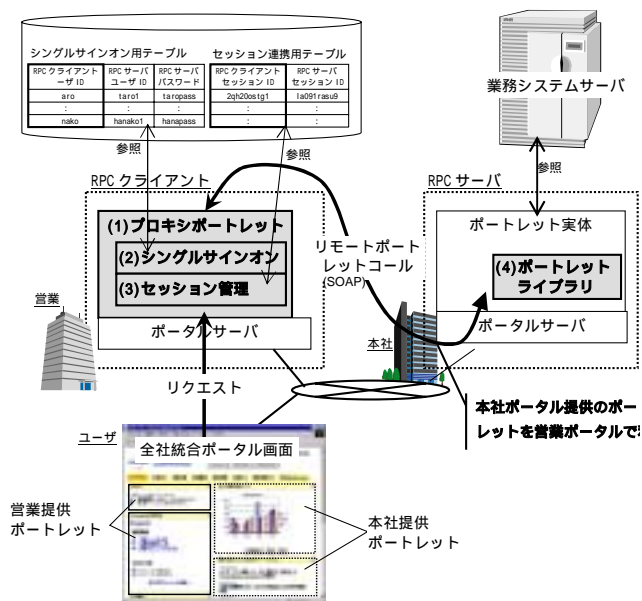 シングルサインオン用テーブル
RPC クライアント
ーザ ID
RPC サーバ
ユーザ ID
RPC サーバ
パスワード
aro
taro1
taropass
:
:
:
nako
hanako1
hanapass
セッション連携用テーブル
RPC クライアント
セッション ID
RPC サーバ
セッション ID
2qh20ostg1
la091rasu9
:
:
:
:
業務システムサーバ
参照
参照
参照
RPC クライアント
RPC サーバ
(1)プロキシポートレット
(2)シングルサインオン
(3)セッション管理
ポータルサーバ
リモートポート
レットコール
(SOAP)
ポートレット実体
(4)ポートレット
ライブラリ
ポータルサーバ
営業
本社
リクエスト
本社ポータル提供のポー
レットを営業ポータルで
ユーザ
全社統合ポータル画面
営業提供
ポートレット
本社提供
ポートレット